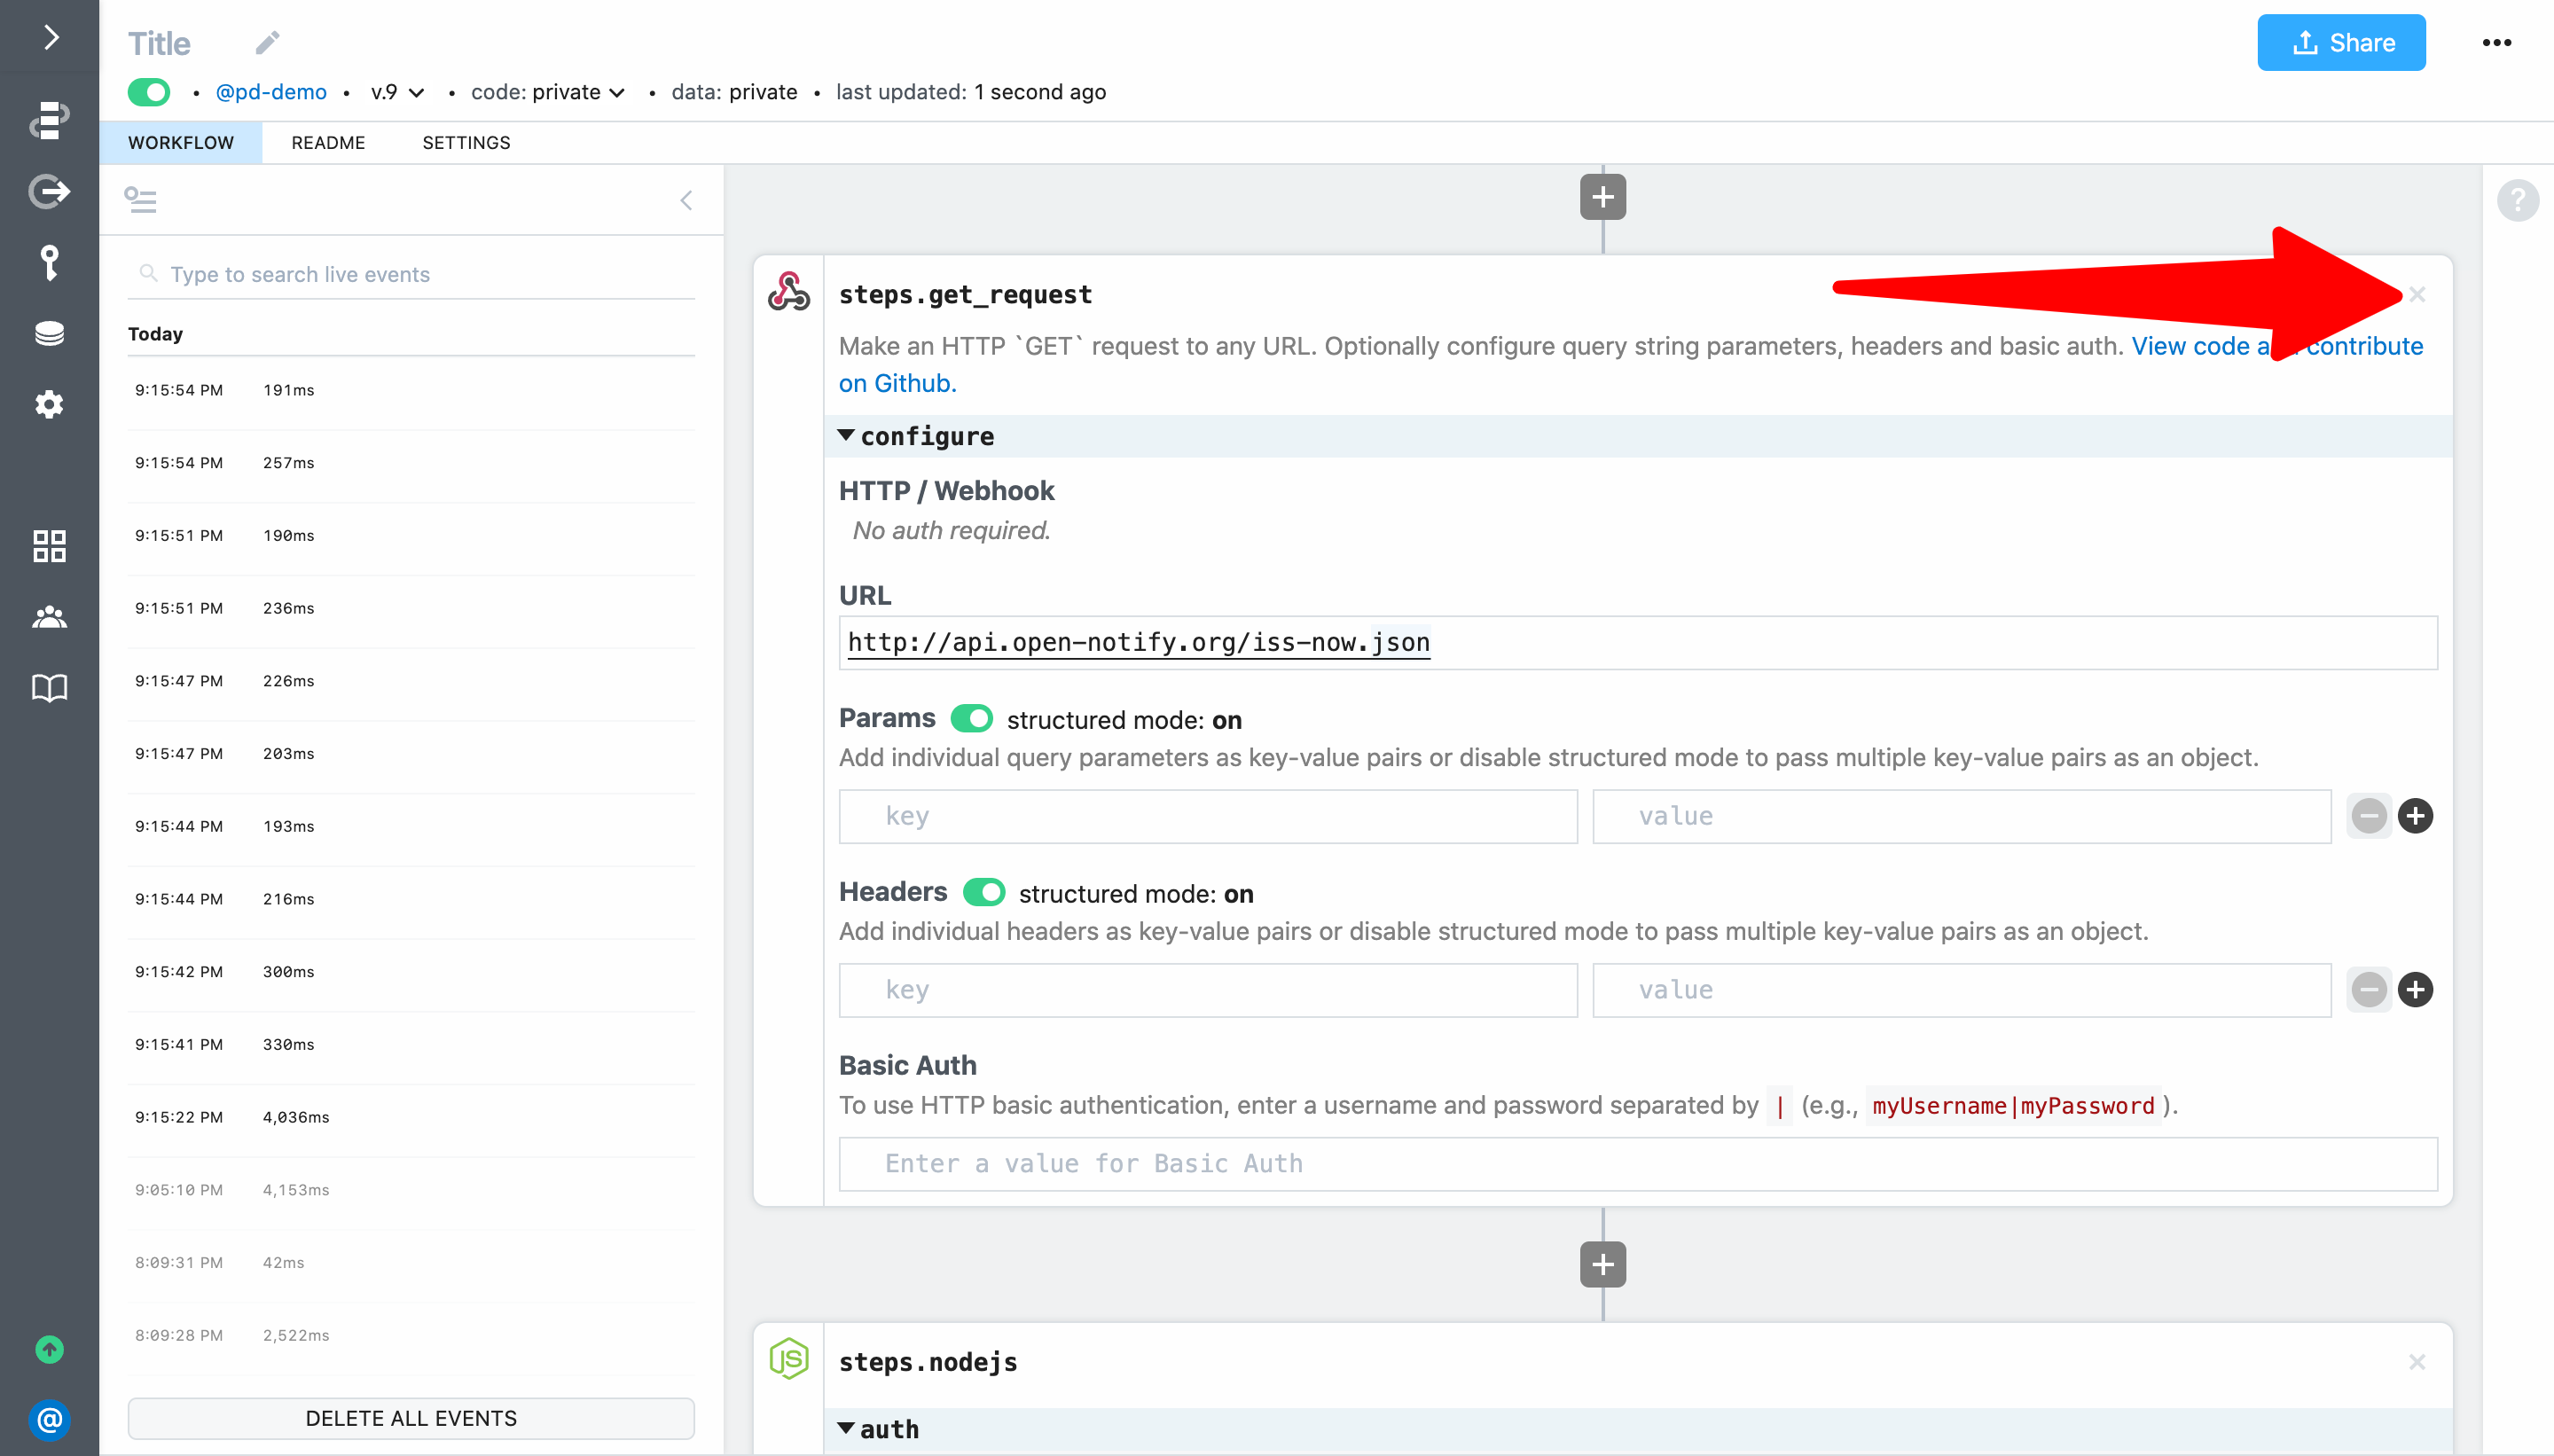 Title
Share
• @pd-demo • v.9 • code: private • data: private • last updated: 1 second ago
WORKFLOW README SETTINGS
?
Type to search live events
Today
9:15:54 PM 191ms
9:15:54 PM 257ms
9:15:51 PM 190ms
9:15:51 PM 236ms
9:15:47 PM 226ms
9:15:47 PM 203ms
9:15:44 PM 193ms
9:15:44 PM 216ms
9:15:42 PM 300ms
9:15:41 PM 330ms
9:15:22 PM 4,036ms
9:05:10 PM 4,153ms
8:09:31 PM 42ms
8:09:28 PM 2,522ms
DELETE ALL EVENTS
@
steps.get_request
Make an HTTP `GET` request to any URL. Optionally configure query string parameters, headers and basic auth. View code a contribute
on Github.
configure
HTTP / Webhook
No auth required.
URL
http://api.open-notify.org/iss-now.json
Params structured mode: on
Add individual query parameters as key-value pairs or disable structured mode to pass multiple key-value pairs as an object.
key value
Headers structured mode: on
Add individual headers as key-value pairs or disable structured mode to pass multiple key-value pairs as an object.
key value
Basic Auth
To use HTTP basic authentication, enter a username and password separated by | (e.g., myUsername|myPassword ).
Enter a value for Basic Auth
JS
steps.nodejs
auth